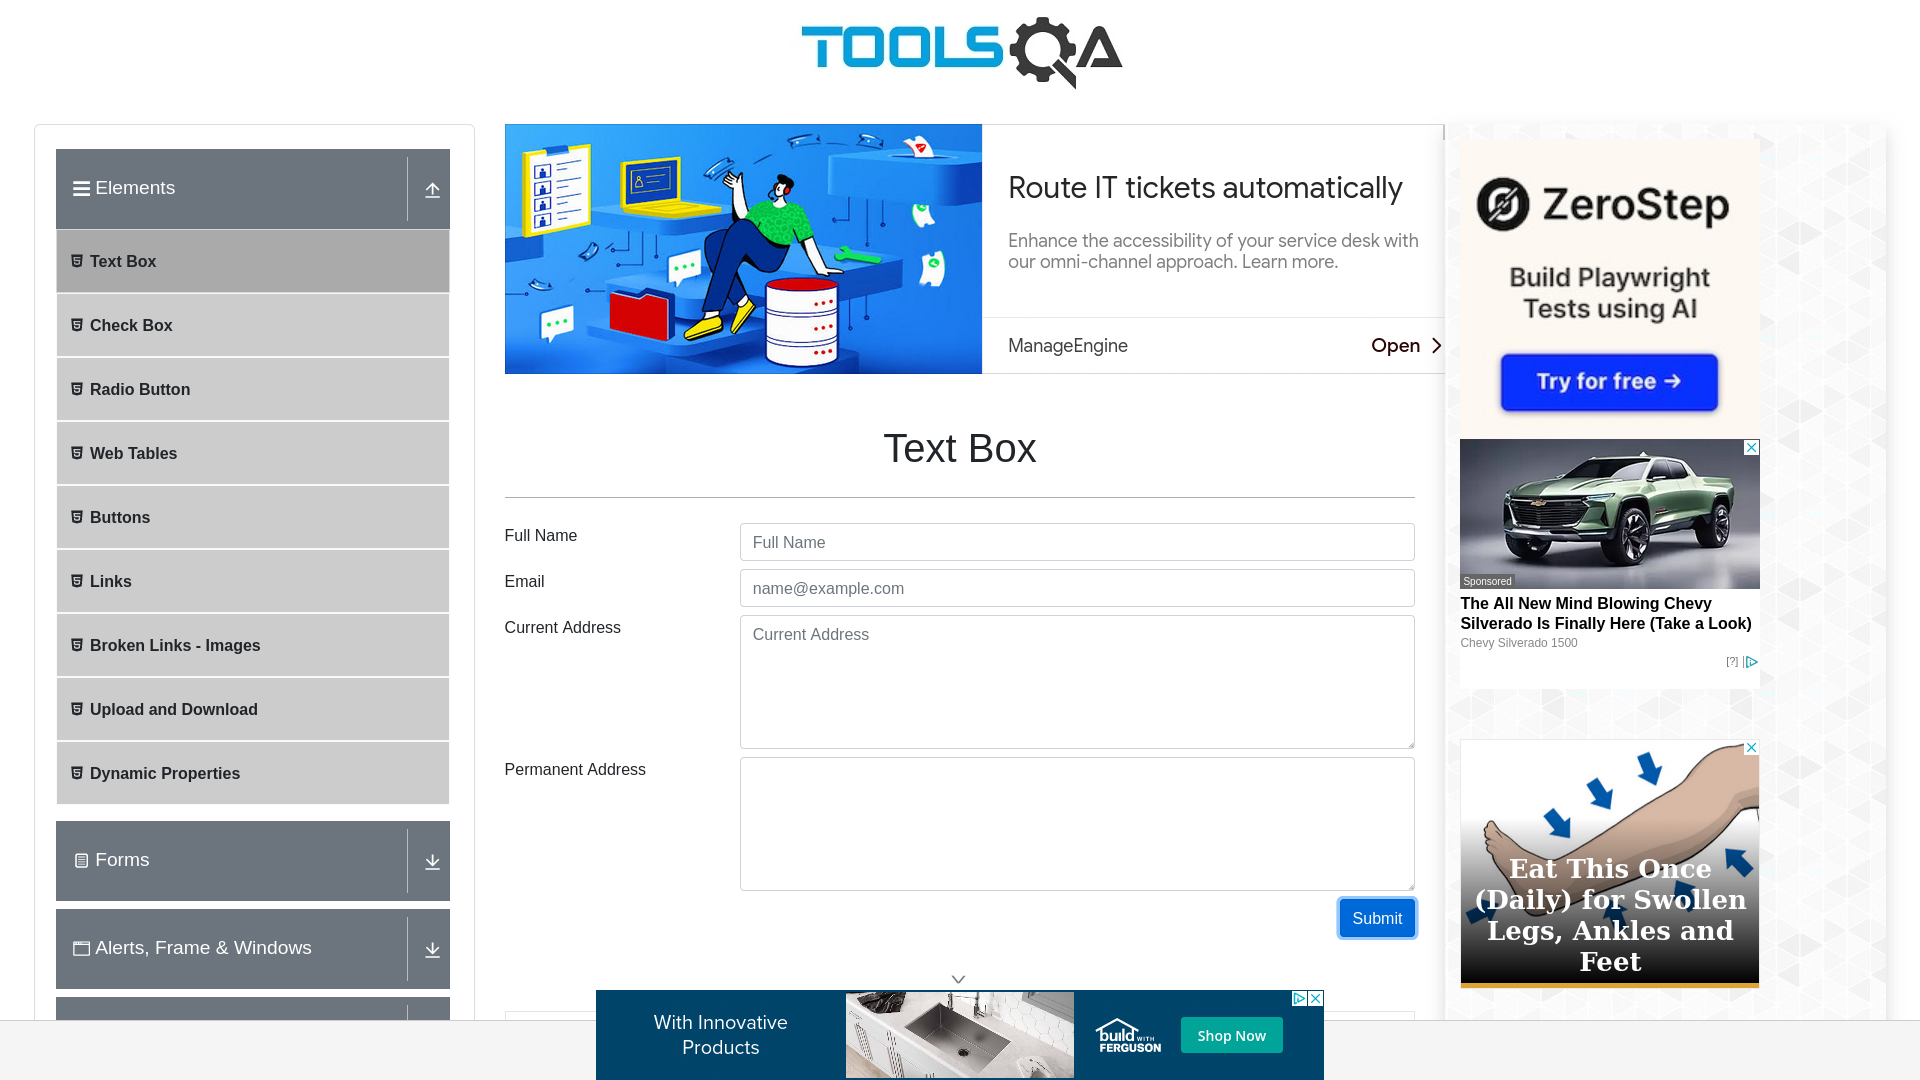 TOOLSQA
Elements
Text Box
Check Box
Radio Button
Web Tables
Buttons
Links
Broken Links - Images
Upload and Download
Dynamic Properties
Forms
Alerts, Frame & Windows
Route IT tickets automatically
Enhance the accessibility of your service desk with
our omni-channel approach. Learn more.
ManageEngine
Open
Text Box
Full Name
Full Name
Email
name@example.com
Current Address
Current Address
Permanent Address
Submit
ZeroStep
Build Playwright
Tests using AI
Try for free →
Sponsored
The All New Mind Blowing Chevy
Silverado Is Finally Here (Take a Look)
Chevy Silverado 1500
[?]
Eat This Once
(Daily) for Swollen
Legs, Ankles and
Feet
With Innovative
Products
build WITH
FERGUSON
Shop Now